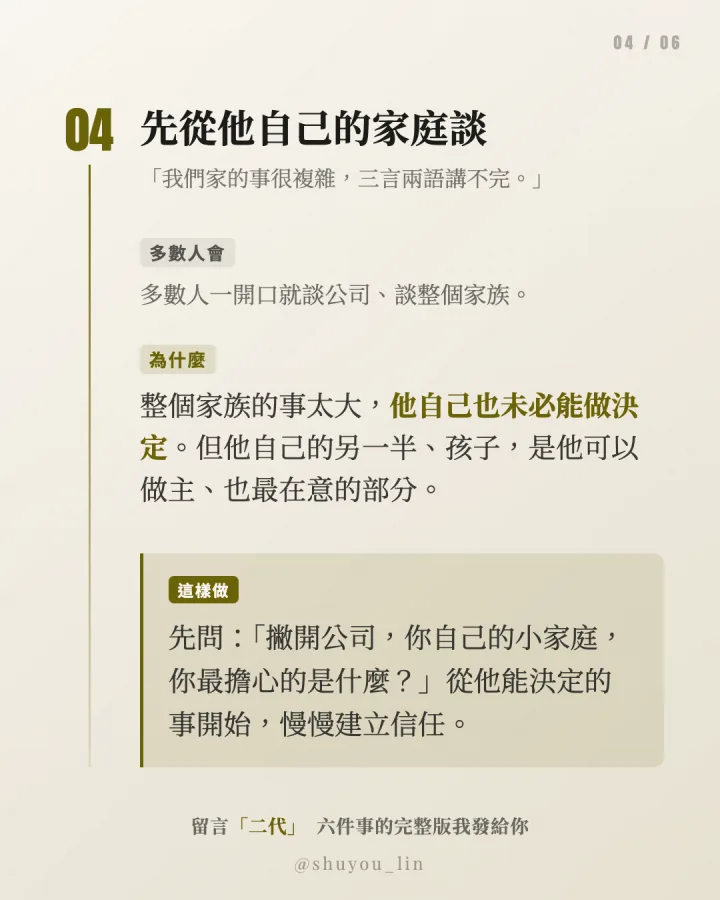 04 / 06
04 先從他自己的家庭談
「我們家的事很複雜，三言兩語講不完。」
多數人會
多數人一開口就談公司、談整個家族。
為什麼
整個家族的事太大，他自己也未必能做決
定。但他自己的另一半、孩子，是他可以
做主、也最在意的部分。
這樣做
先問：「撇開公司，你自己的小家庭，
你最擔心的是什麼？」從他能決定的
事開始，慢慢建立信任。
留言「二代」 六件事的完整版我發給你
@shuyou_lin